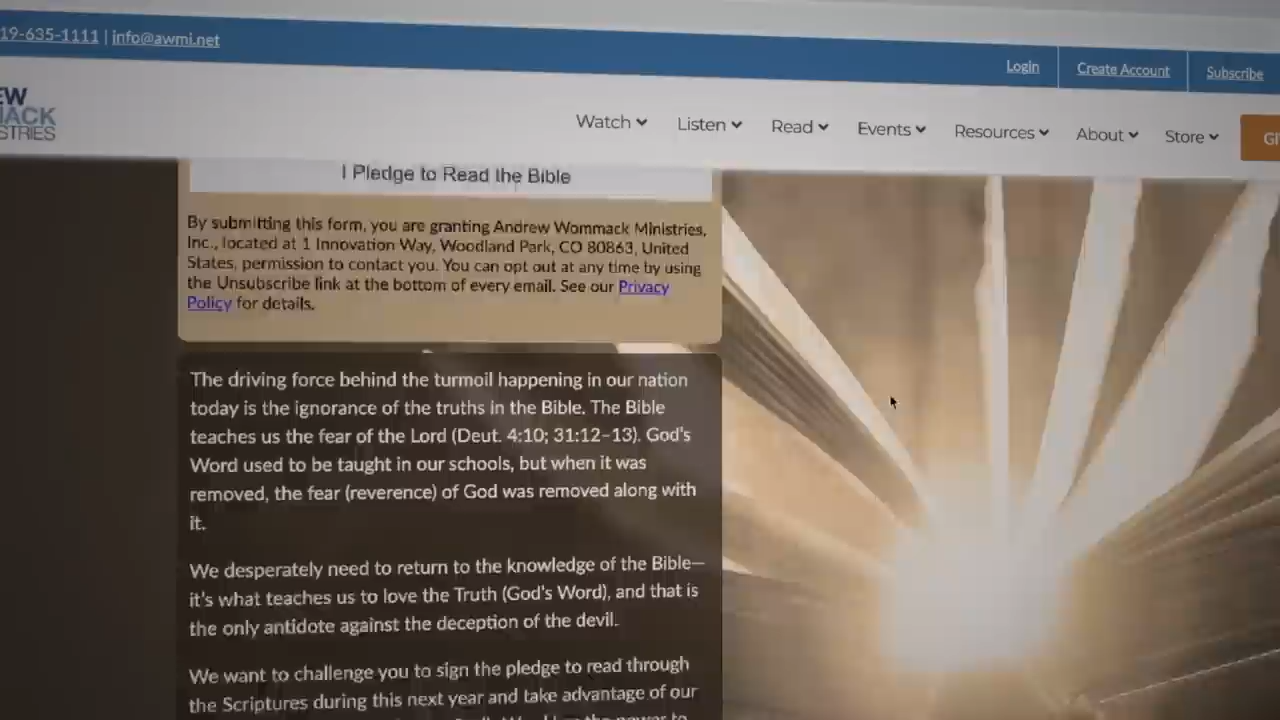 19-635-1111 | info@awmi.net
Login Create Account Subscribe
EW
MACK
STRIES
Watch Listen Read Events Resources About Store GI
I Pledge to Read the Bible
By submitting this form, you are granting Andrew Wommack Ministries,
Inc., located at 1 Innovation Way, Woodland Park, CO 80863, United
States, permission to contact you. You can opt out at any time by using
the Unsubscribe link at the bottom of every email. See our Privacy
Policy for details.
The driving force behind the turmoil happening in our nation
today is the ignorance of the truths in the Bible. The Bible
teaches us the fear of the Lord (Deut. 4:10; 31:12–13). God's
Word used to be taught in our schools, but when it was
removed, the fear (reverence) of God was removed along with
it.
We desperately need to return to the knowledge of the Bible—
it's what teaches us to love the Truth (God's Word), and that is
the only antidote against the deception of the devil.
We want to challenge you to sign the pledge to read through
the Scriptures during this next year and take advantage of our